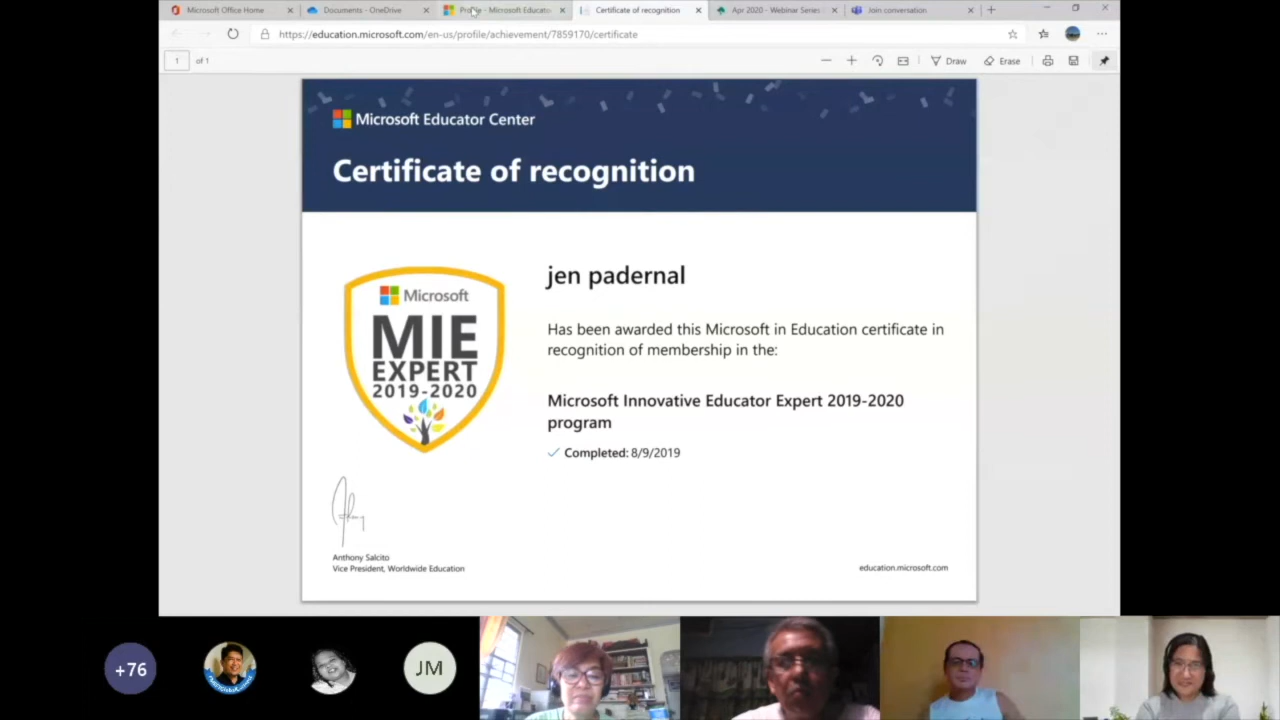 Microsoft Office Home
Documents - OneDrive
Profile - Microsoft Educato
Certificate of recognition
Apr 2020 - Webinar Series
Join conversation
https://education.microsoft.com/en-us/profile/achievement/7859170/certificate
1 of 1
Draw
Erase
Microsoft Educator Center
Certificate of recognition
Microsoft
MIE
EXPERT
2019-2020
jen padernal
Has been awarded this Microsoft in Education certificate in
recognition of membership in the:
Microsoft Innovative Educator Expert 2019-2020
program
Completed: 8/9/2019
Anthony Salcito
Vice President, Worldwide Education
education.microsoft.com
+76
JM